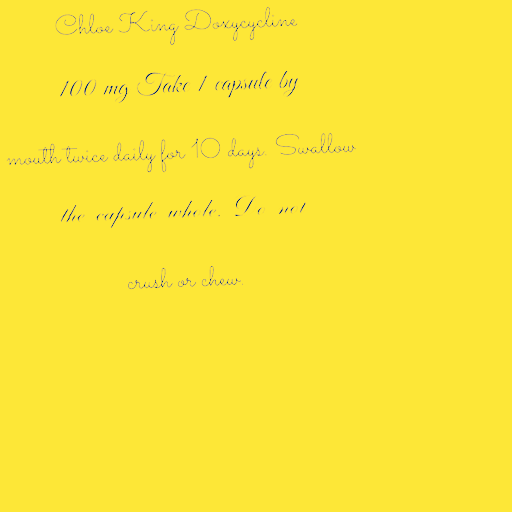 Chloe King Doxycycline
100 mg Take 1 capsule by
mouth twice daily for 10 days. Swallow
the capsule whole. Do not
crush or chew.